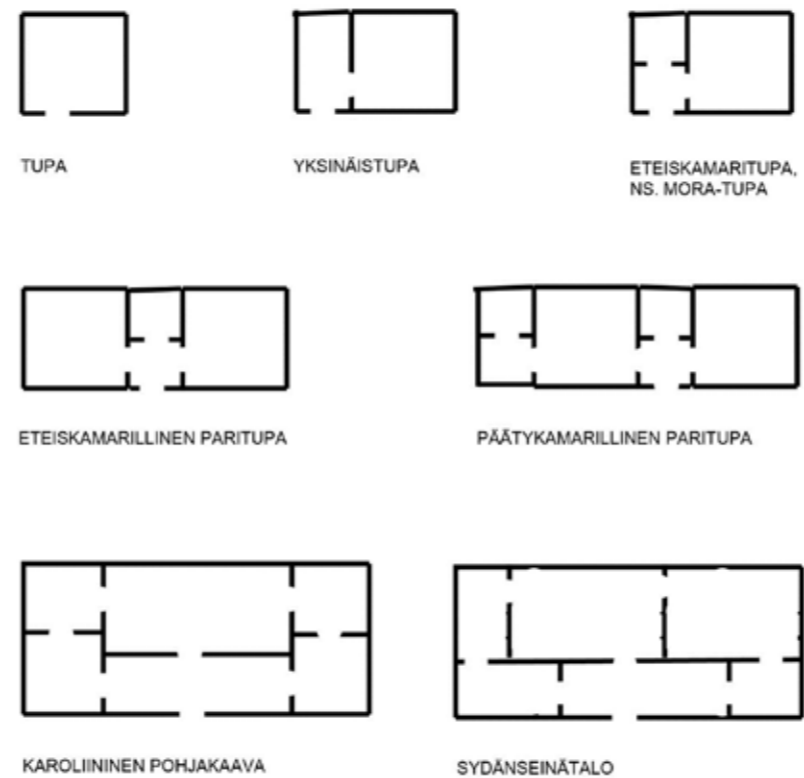 TUPA
YKSINÄISTUPA
ETEISKAMARITUPA,
NS. MORA-TUPA
ETEISKAMARILLINEN PARITUPA
PÄÄTYKAMARILLINEN PARITUPA
KAROLIININEN POHJAKAAVA
SYDÄNSEINÄTALO